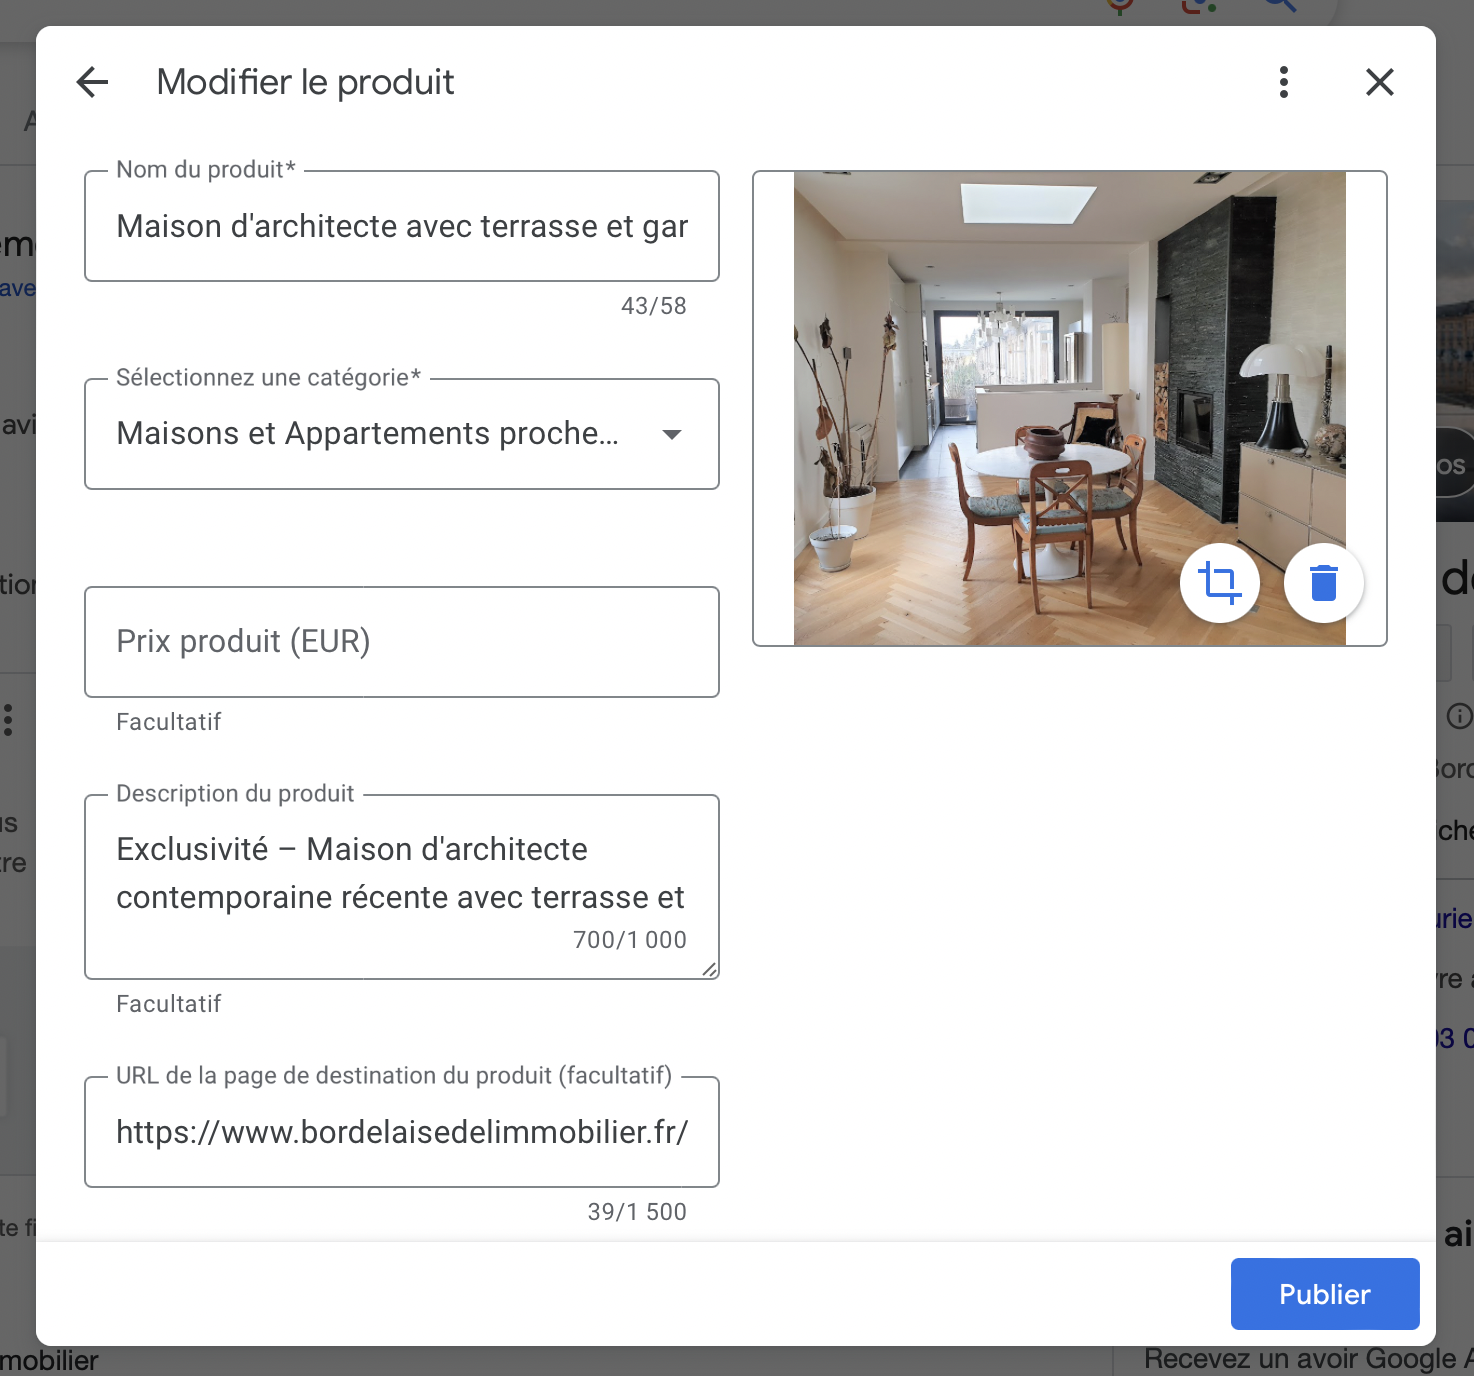 Modifier le produit
Nom du produit*
Maison d'architecte avec terrasse et gar
43/58
Sélectionnez une catégorie*
Maisons et Appartements proche...
Prix produit (EUR)
Facultatif
Description du produit
Exclusivité – Maison d'architecte
contemporaine récente avec terrasse et
700/1 000
Facultatif
URL de la page de destination du produit (facultatif)
https://www.bordelaisedelimmobilier.fr/
39/1 500
Publier
mobilier
Recevez un avoir Google A